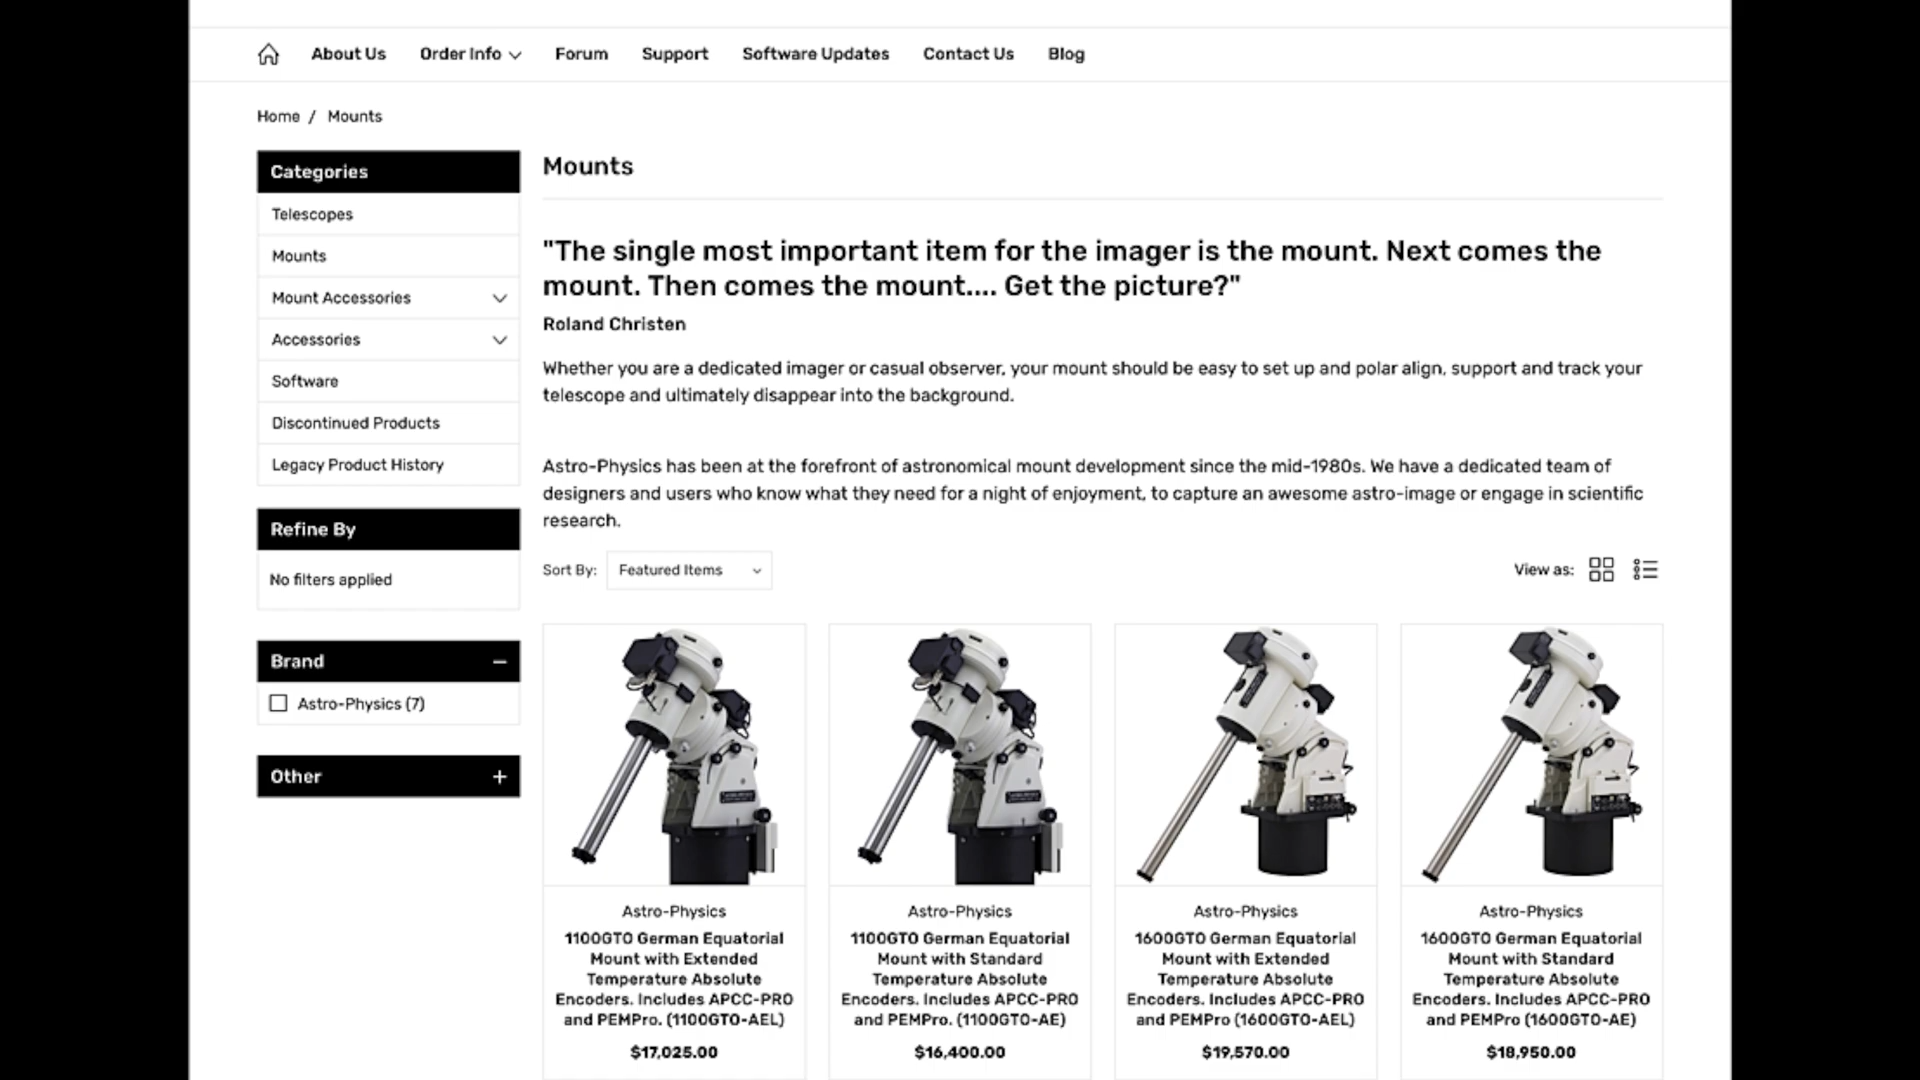 About Us Order Info Forum Support Software Updates Contact Us Blog
Home / Mounts
Categories
Telescopes
Mounts
Mount Accessories
Accessories
Software
Discontinued Products
Legacy Product History
Refine By
No filters applied
Brand
Astro-Physics (7)
Other
Mounts
"The single most important item for the imager is the mount. Next comes the
mount. Then comes the mount.... Get the picture?"
Roland Christen
Whether you are a dedicated imager or casual observer, your mount should be easy to set up and polar align, support and track your
telescope and ultimately disappear into the background.
Astro-Physics has been at the forefront of astronomical mount development since the mid-1980s. We have a dedicated team of
designers and users who know what they need for a night of enjoyment, to capture an awesome astro-image or engage in scientific
research.
Sort By: Featured Items
View as:
Astro-Physics
1100GTO German Equatorial
Mount with Extended
Temperature Absolute
Encoders. Includes APCC-PRO
and PEMPro. (1100GTO-AEL)
$17,025.00
Astro-Physics
1100GTO German Equatorial
Mount with Standard
Temperature Absolute
Encoders. Includes APCC-PRO
and PEMPro. (1100GTO-AE)
$16,400.00
Astro-Physics
1600GTO German Equatorial
Mount with Extended
Temperature Absolute
Encoders. Includes APCC-PRO
and PEMPro (1600GTO-AEL)
$19,570.00
Astro-Physics
1600GTO German Equatorial
Mount with Standard
Temperature Absolute
Encoders. Includes APCC-PRO
and PEMPro (1600GTO-AE)
$18,950.00